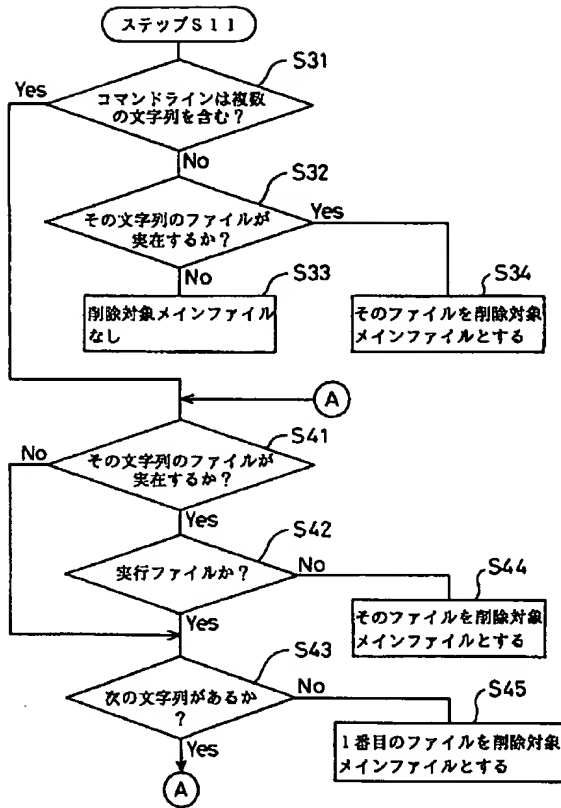 ステップS11
S31
Yes
コマンドラインは複数
の文字列を含む？
No
S32
その文字列のファイルが
実在するか？
Yes
No
S33
S34
削除対象メインファイル
なし
そのファイルを削除対象
メインファイルとする
A
S41
No
その文字列のファイルが
実在するか？
Yes
S42
実行ファイルか？
No
S44
Yes
そのファイルを削除対象
メインファイルとする
S43
次の文字列があるか
？
No
S45
Yes
1番目のファイルを削除対象
メインファイルとする
A